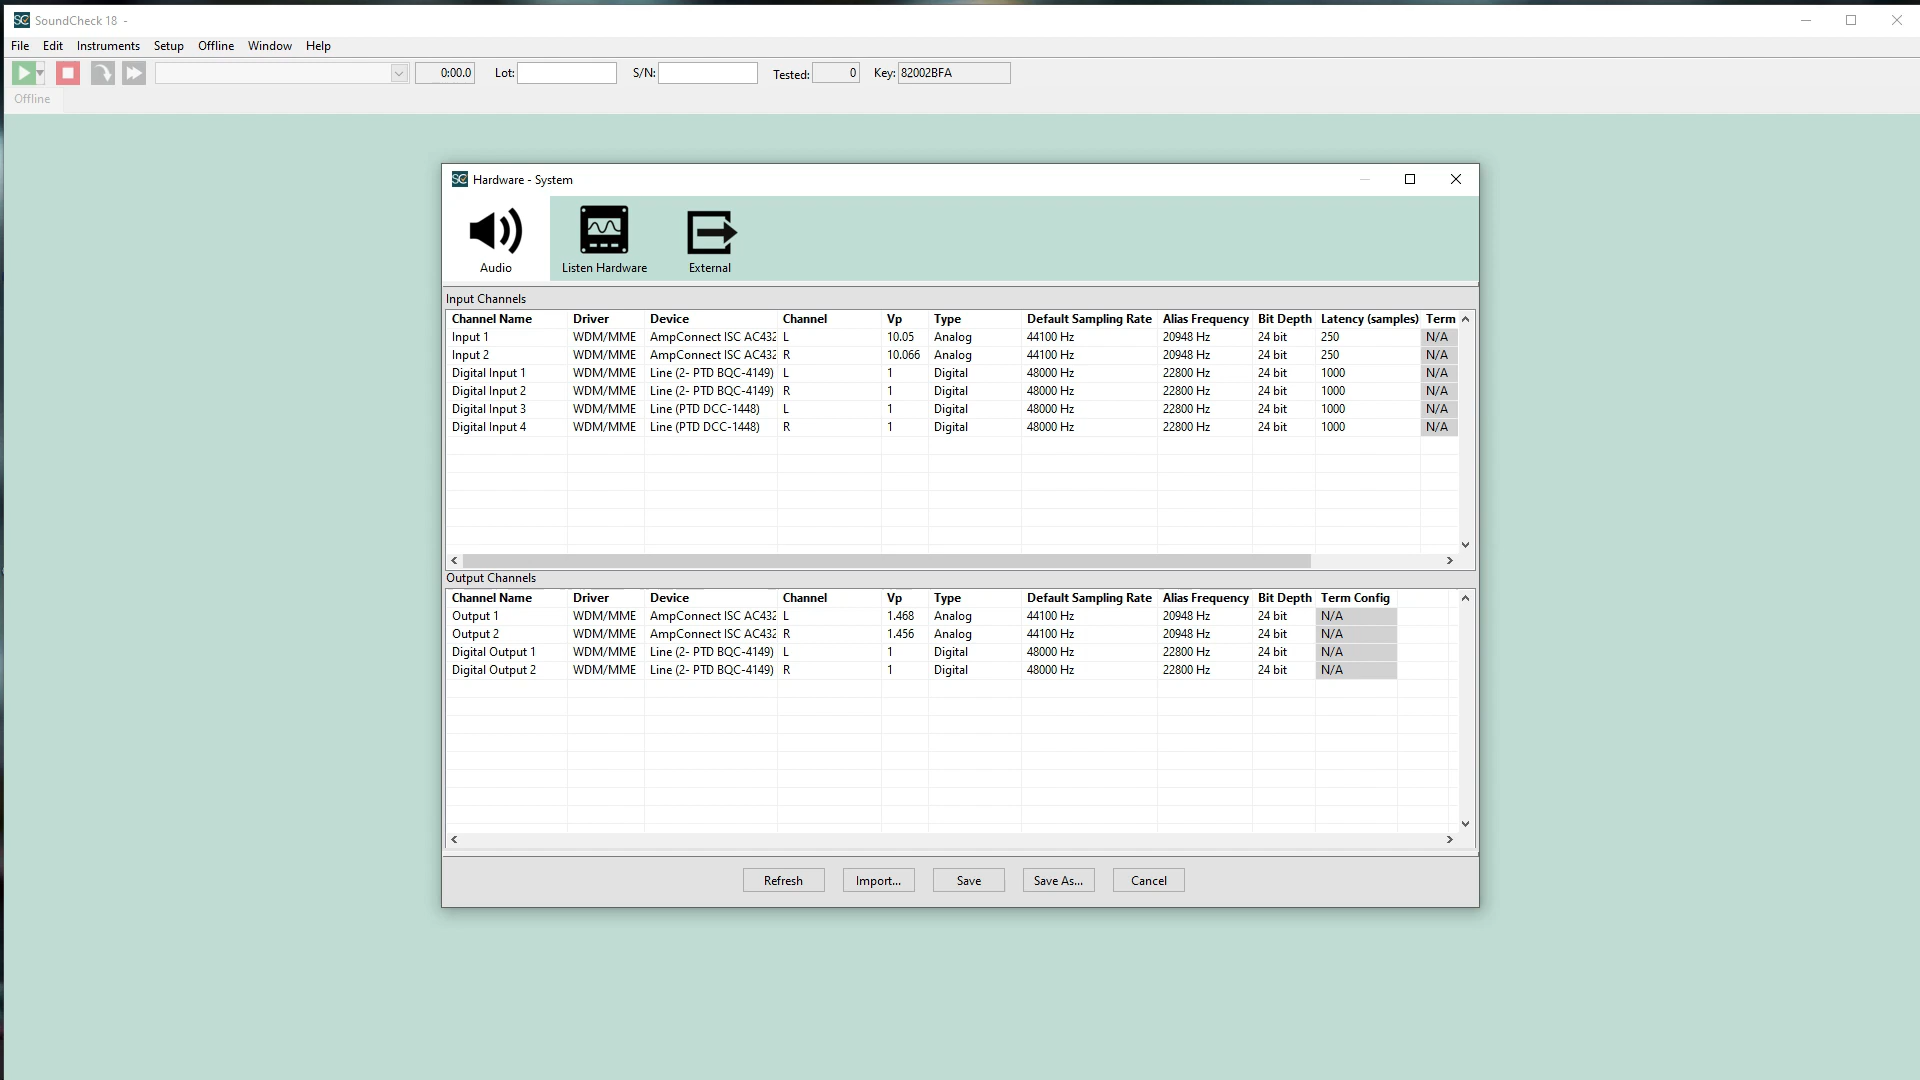 SoundCheck 18 -
File Edit Instruments Setup Offline Window Help
0:00.0 Lot: S/N: Tested: 0 Key: 82002BFA
Offline
Hardware - System
Audio Listen Hardware External
Input Channels
Channel Name Driver Device Channel Vp Type Default Sampling Rate Alias Frequency Bit Depth Latency (samples) Term
Input 1 WDM/MME AmpConnect ISC AC432 L 10.05 Analog 44100 Hz 20948 Hz 24 bit 250 N/A
Input 2 WDM/MME AmpConnect ISC AC432 R 10.066 Analog 44100 Hz 20948 Hz 24 bit 250 N/A
Digital Input 1 WDM/MME Line (2- PTD BQC-4149) L 1 Digital 48000 Hz 22800 Hz 24 bit 1000 N/A
Digital Input 2 WDM/MME Line (2- PTD BQC-4149) R 1 Digital 48000 Hz 22800 Hz 24 bit 1000 N/A
Digital Input 3 WDM/MME Line (PTD DCC-1448) L 1 Digital 48000 Hz 22800 Hz 24 bit 1000 N/A
Digital Input 4 WDM/MME Line (PTD DCC-1448) R 1 Digital 48000 Hz 22800 Hz 24 bit 1000 N/A
Output Channels
Channel Name Driver Device Channel Vp Type Default Sampling Rate Alias Frequency Bit Depth Term Config
Output 1 WDM/MME AmpConnect ISC AC432 L 1.468 Analog 44100 Hz 20948 Hz 24 bit N/A
Output 2 WDM/MME AmpConnect ISC AC432 R 1.456 Analog 44100 Hz 20948 Hz 24 bit N/A
Digital Output 1 WDM/MME Line (2- PTD BQC-4149) L 1 Digital 48000 Hz 22800 Hz 24 bit N/A
Digital Output 2 WDM/MME Line (2- PTD BQC-4149) R 1 Digital 48000 Hz 22800 Hz 24 bit N/A
Refresh Import... Save Save As... Cancel